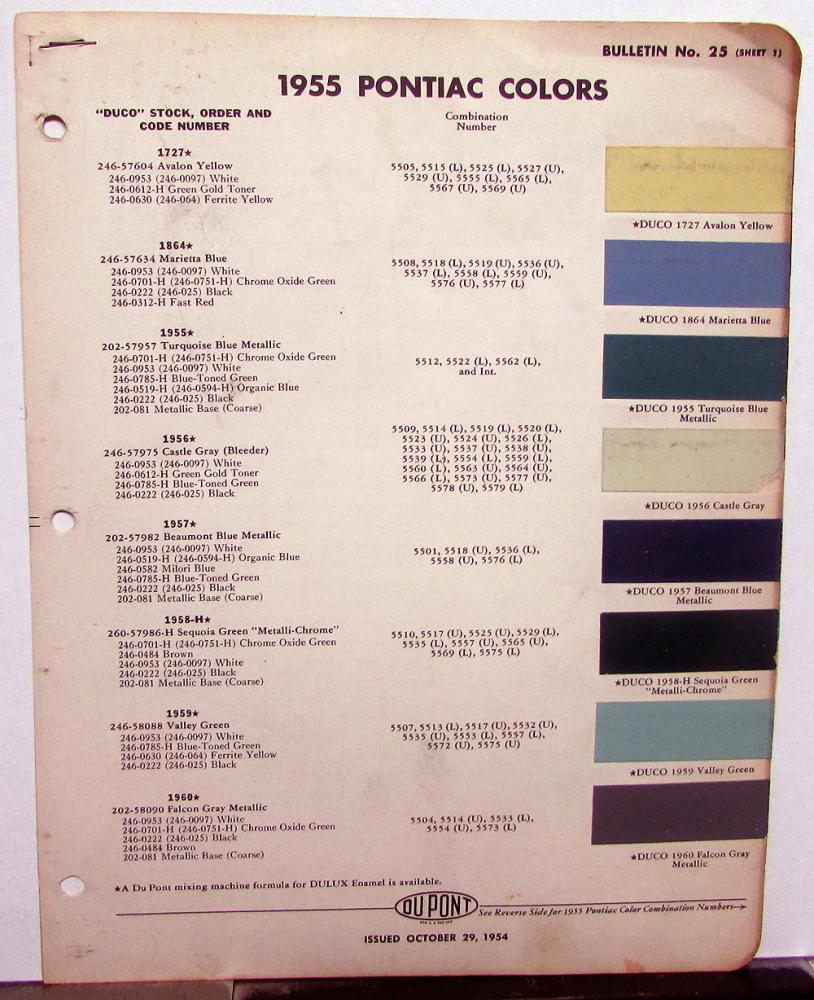 BULLETIN No. 25 (SHEET 1)
1955 PONTIAC COLORS
"DUCO" STOCK, ORDER AND
CODE NUMBER
Combination
Number
1727★
246-57604 Avalon Yellow
246-0953 (246-0097) White
246-0612-H Green Gold Toner
246-0630 (246-064) Ferrite Yellow
5505, 5515 (L), 5525 (L), 5527 (U),
5529 (U), 5555 (L), 5565 (L),
5567 (U), 5569 (U)
★DUCO 1727 Avalon Yellow
1864★
246-57634 Marietta Blue
246-0953 (246-0097) White
246-0701-H (246-0751-H) Chrome Oxide Green
246-0222 (246-025) Black
246-0312-H Fast Red
5508, 5518 (L), 5519 (U), 5536 (U),
5537 (L), 5558 (L), 5559 (U),
5576 (U), 5577 (L)
★DUCO 1864 Marietta Blue
1955★
202-57957 Turquoise Blue Metallic
246-0701-H (246-0751-H) Chrome Oxide Green
246-0953 (246-0097) White
246-0785-H Blue-Toned Green
246-0519-H (246-0594-H) Organic Blue
246-0222 (246-025) Black
202-081 Metallic Base (Coarse)
5512, 5522 (L), 5562 (L),
and Int.
★DUCO 1955 Turquoise Blue
Metallic
1956★
246-57975 Castle Gray (Bleeder)
246-0953 (246-0097) White
246-0612-H Green Gold Toner
246-0785-H Blue-Toned Green
246-0222 (246-025) Black
5509, 5514 (L), 5519 (L), 5520 (L),
5523 (U), 5524 (U), 5526 (L),
5533 (U), 5537 (U), 5538 (U),
5539 (L), 5554 (L), 5559 (L),
5560 (L), 5563 (U), 5564 (U),
5566 (L), 5573 (U), 5577 (U),
5578 (U), 5579 (L)
★DUCO 1956 Castle Gray
1957★
202-57982 Beaumont Blue Metallic
246-0953 (246-0097) White
246-0519-H (246-0594-H) Organic Blue
246-0582 Milori Blue
246-0785-H Blue-Toned Green
246-0222 (246-025) Black
202-081 Metallic Base (Coarse)
5501, 5518 (U), 5536 (L),
5558 (U), 5576 (L)
★DUCO 1957 Beaumont Blue
Metallic
1958-H★
260-57986-H Sequoia Green "Metalli-Chrome"
246-0701-H (246-0751-H) Chrome Oxide Green
246-0484 Brown
246-0953 (246-0097) White
246-0222 (246-025) Black
202-081 Metallic Base (Coarse)
5510, 5517 (U), 5525 (U), 5529 (L),
5535 (L), 5557 (U), 5565 (U),
5569 (L), 5575 (L)
★DUCO 1958-H Sequoia Green
"Metalli-Chrome"
1959★
246-58088 Valley Green
246-0953 (246-0097) White
246-0785-H Blue-Toned Green
246-0630 (246-064) Ferrite Yellow
246-0222 (246-025) Black
5507, 5513 (L), 5517 (U), 5532 (U),
5535 (U), 5553 (L), 5557 (L),
5572 (U), 5575 (U)
★DUCO 1959 Valley Green
1960★
202-58090 Falcon Gray Metallic
246-0953 (246-0097) White
246-0701-H (246-0751-H) Chrome Oxide Green
246-0222 (246-025) Black
246-0484 Brown
202-081 Metallic Base (Coarse)
5504, 5514 (U), 5533 (L),
5554 (U), 5573 (L)
★DUCO 1960 Falcon Gray
Metallic
★A Du Pont mixing machine formula for DULUX Enamel is available.
DU PONT
See Reverse Side for 1955 Pontiac Color Combination Numbers
ISSUED OCTOBER 29, 1954